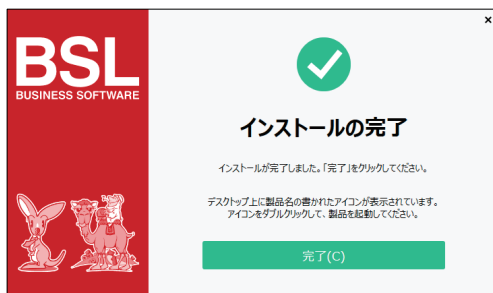 BSL
BUSINESS SOFTWARE
×
インストールの完了
インストールが完了しました。「完了」をクリックしてください。
デスクトップ上に製品名の書かれたアイコンが表示されています。
アイコンをダブルクリックして、製品を起動してください。
完了(C)